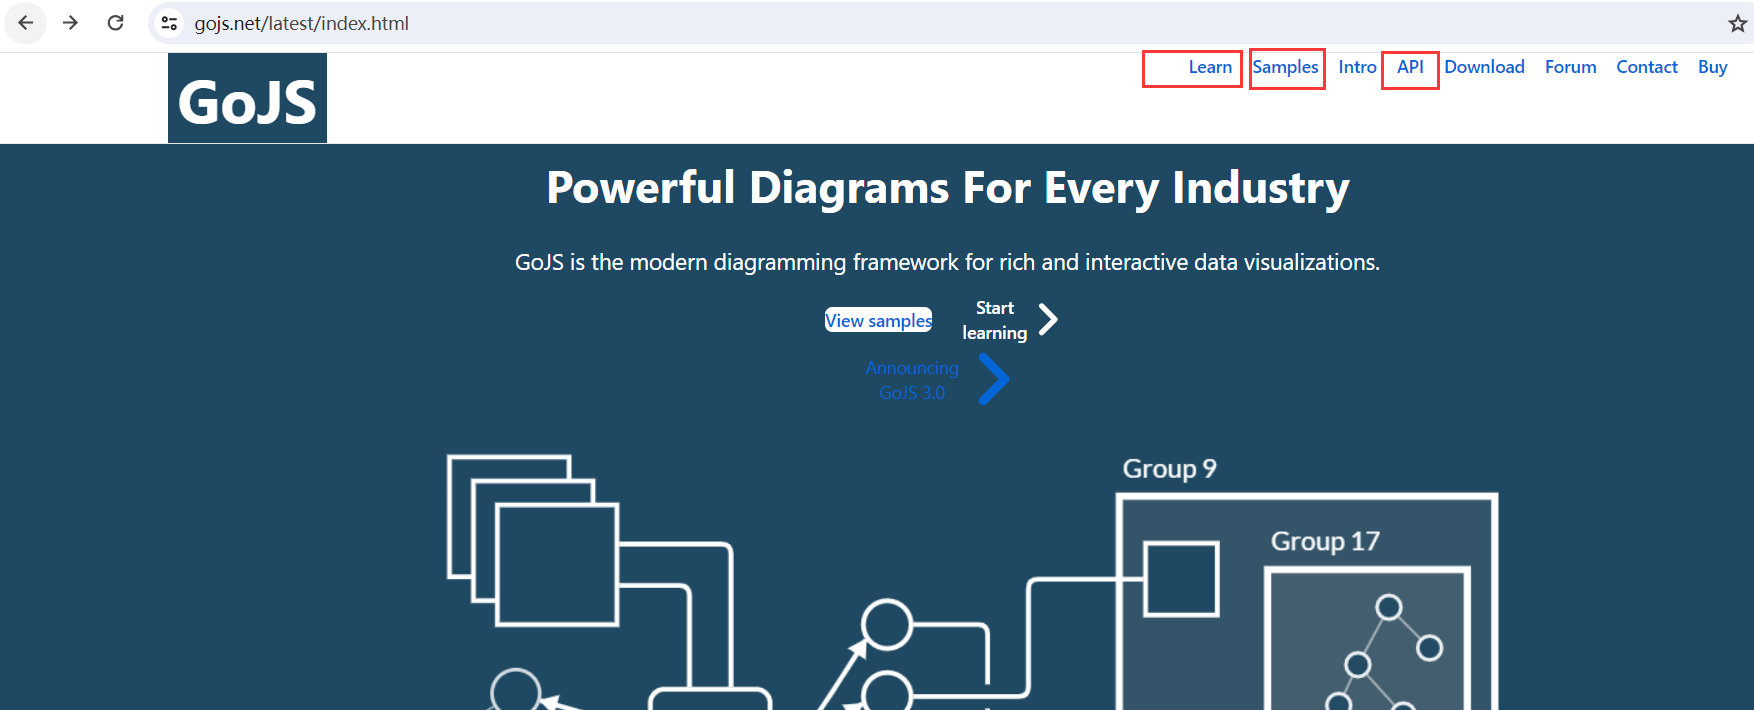 gojs.net/latest/index.html
GoJS
Learn Samples Intro API Download Forum Contact Buy
Powerful Diagrams For Every Industry
GoJS is the modern diagramming framework for rich and interactive data visualizations.
View samples
Start
learning
Announcing
GoJS 3.0
Group 9
Group 17